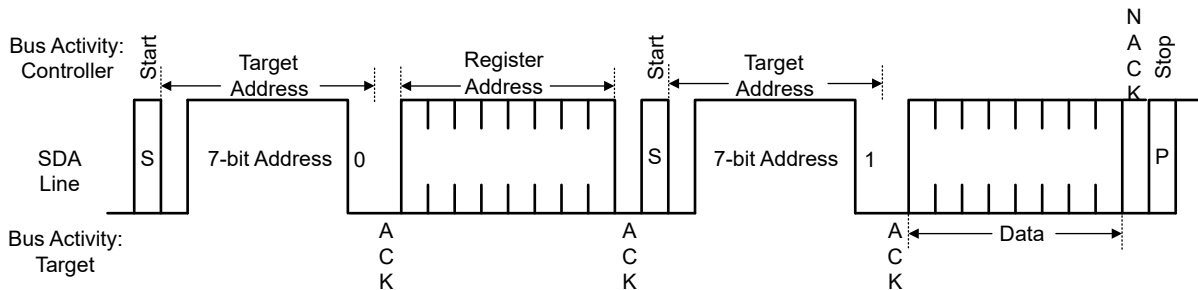 Bus Activity:
Controller
Start
Target
Address
Register
Address
Start
Target
Address
N
A
C
K
Stop
SDA
Line
S
7-bit Address
0
S
7-bit Address
1
P
Bus Activity:
Target
A
C
K
A
C
K
A
C
K
Data